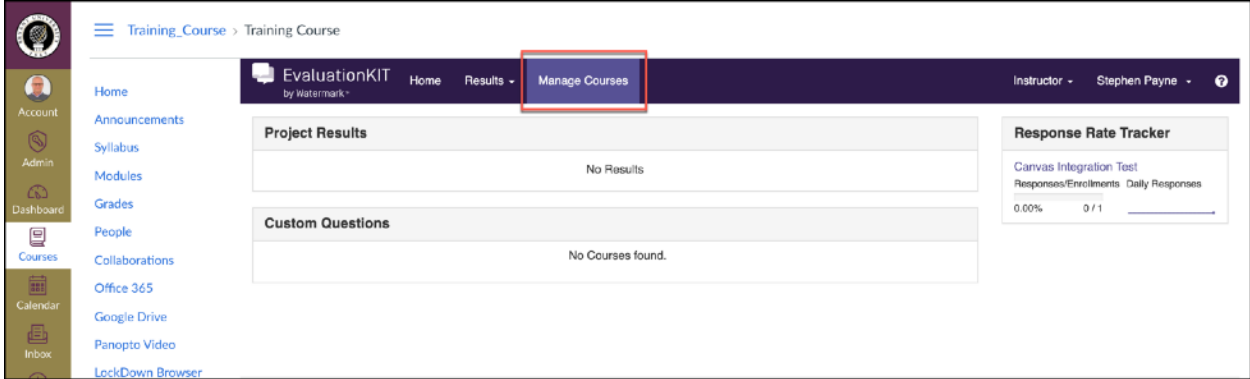 Training_Course > Training Course
Account
Admin
Dashboard
Courses
Calendar
Inbox
Home
Announcements
Syllabus
Modules
Grades
People
Collaborations
Office 365
Google Drive
Panopto Video
LockDown Browser
EvaluationKIT
by Watermark™
Home Results Manage Courses Instructor Stephen Payne ?
Project Results
No Results
Custom Questions
No Courses found.
Response Rate Tracker
Canvas Integration Test
Responses/Enrollments Daily Responses
0.00% 0 / 1